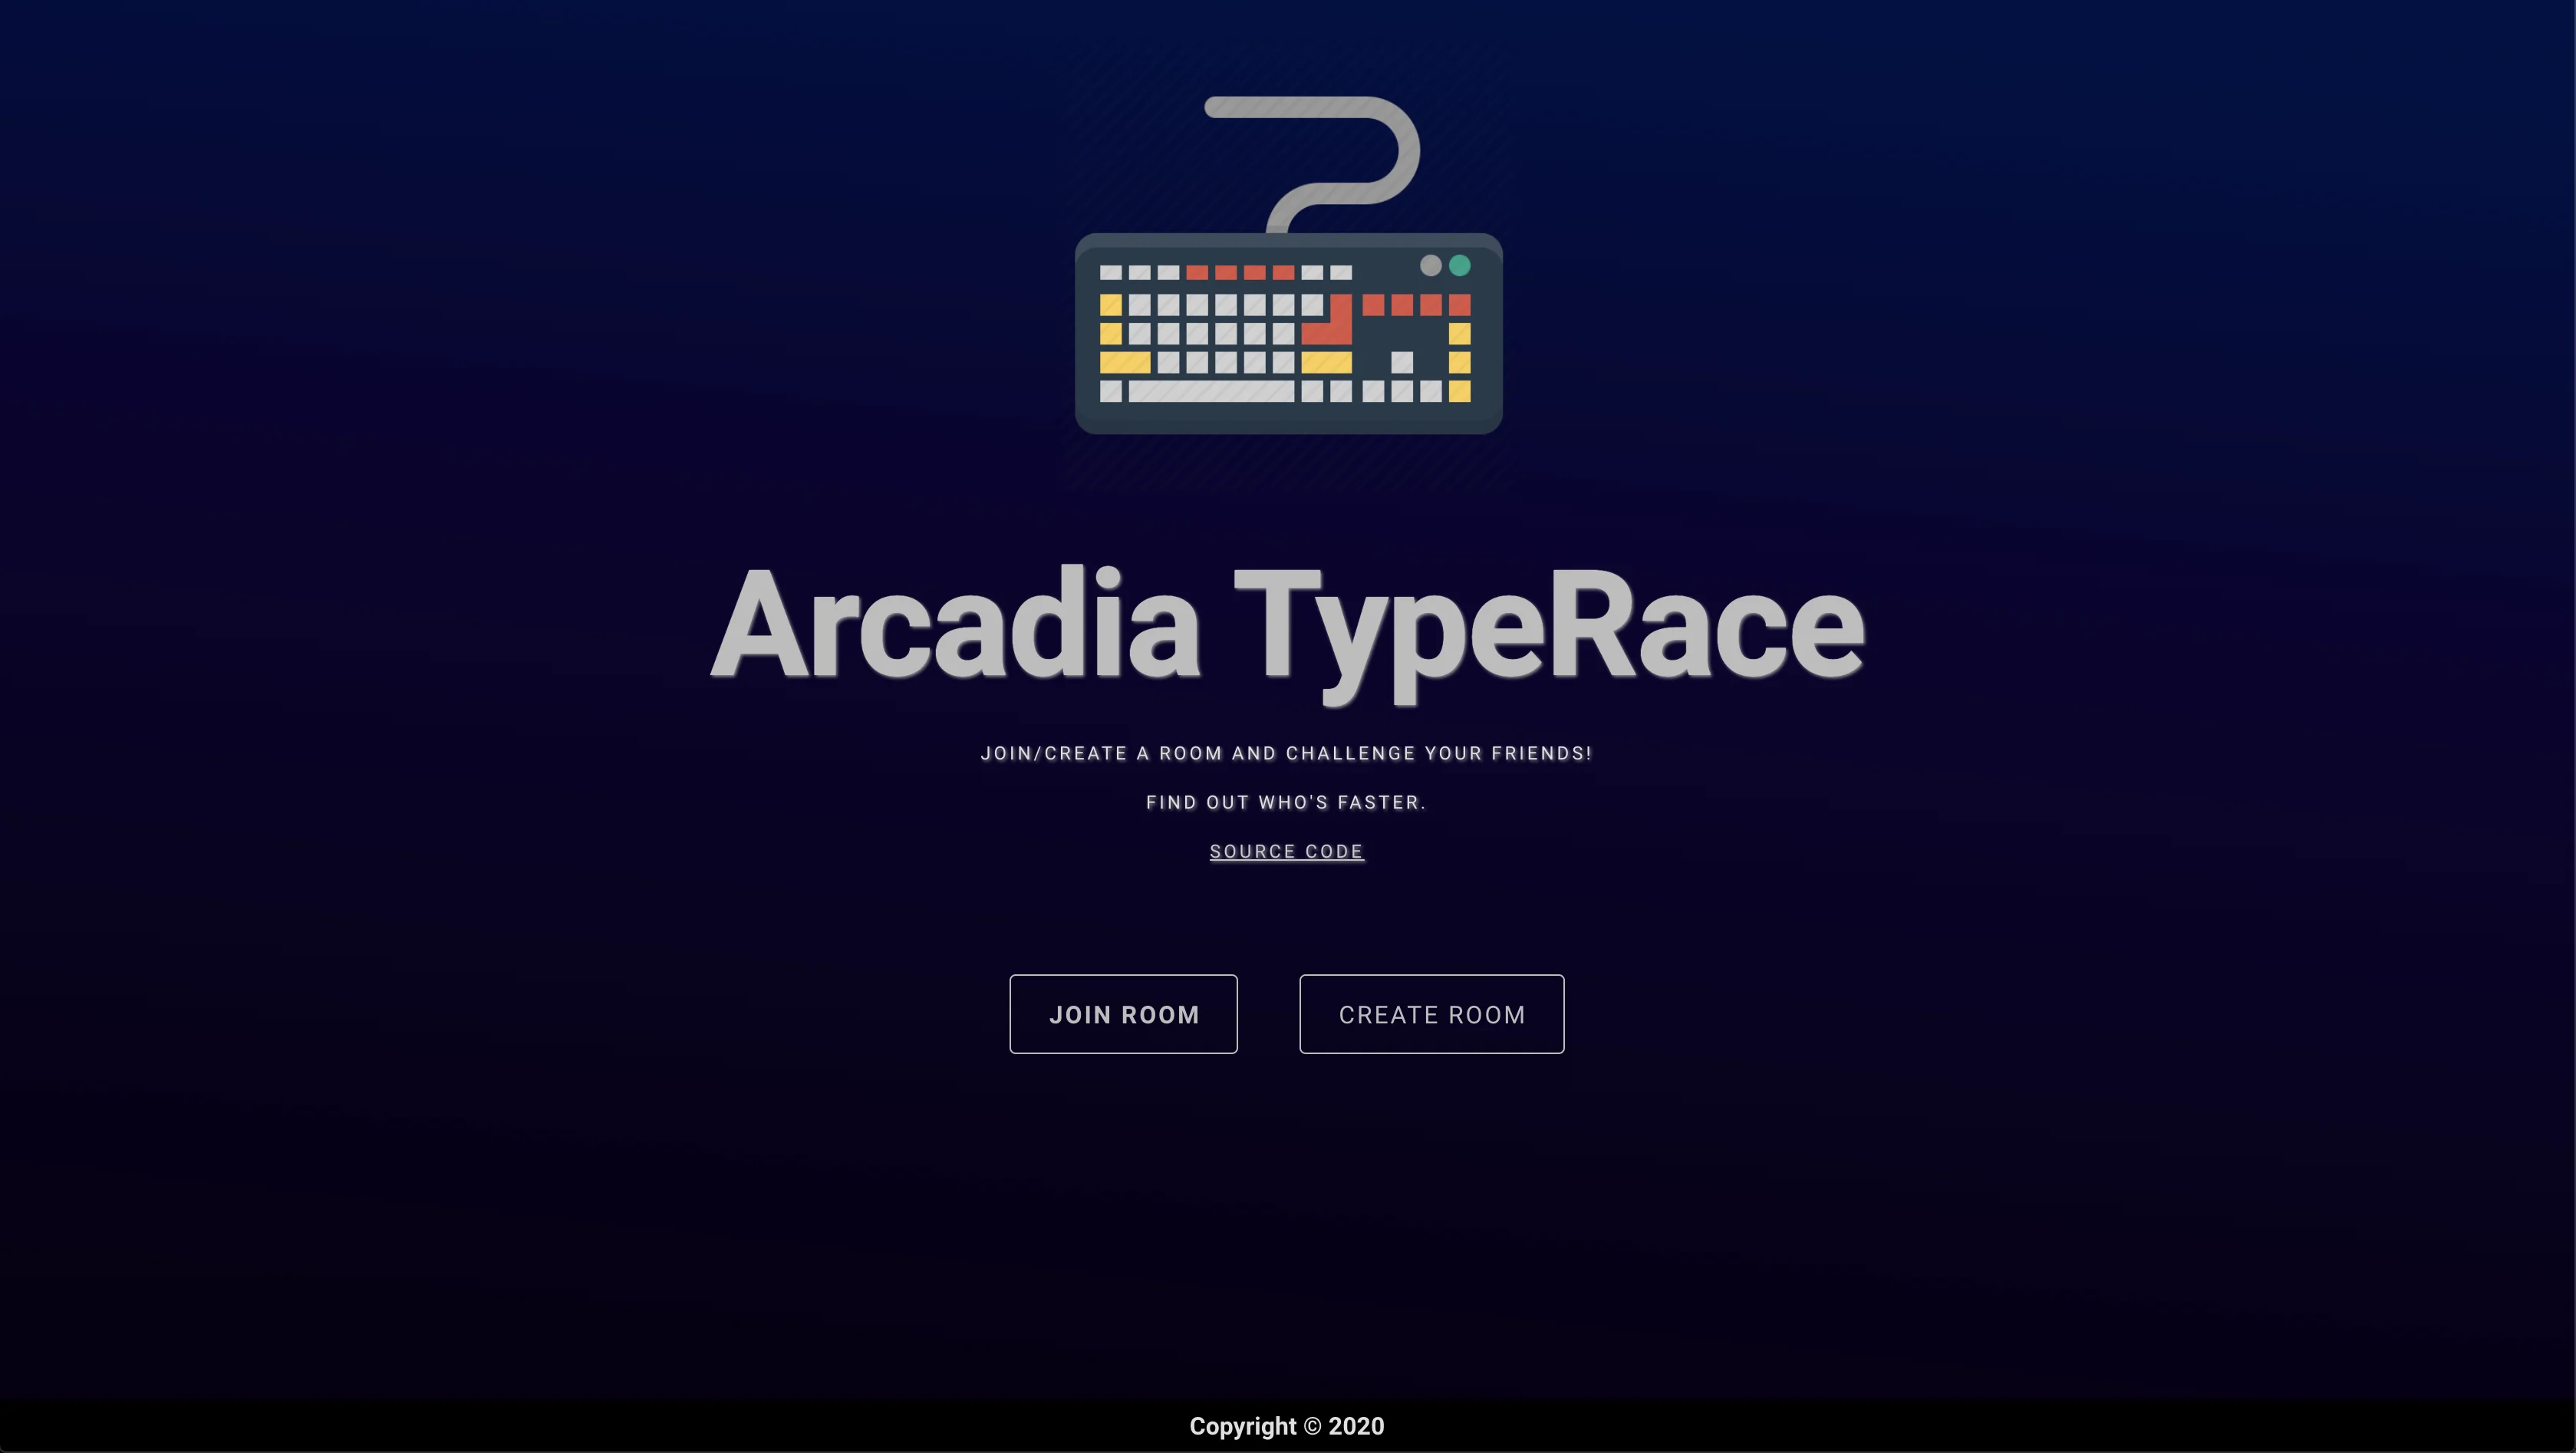 Arcadia TypeRace
JOIN/CREATE A ROOM AND CHALLENGE YOUR FRIENDS!
FIND OUT WHO'S FASTER.
SOURCE CODE
JOIN ROOM
CREATE ROOM
Copyright © 2020